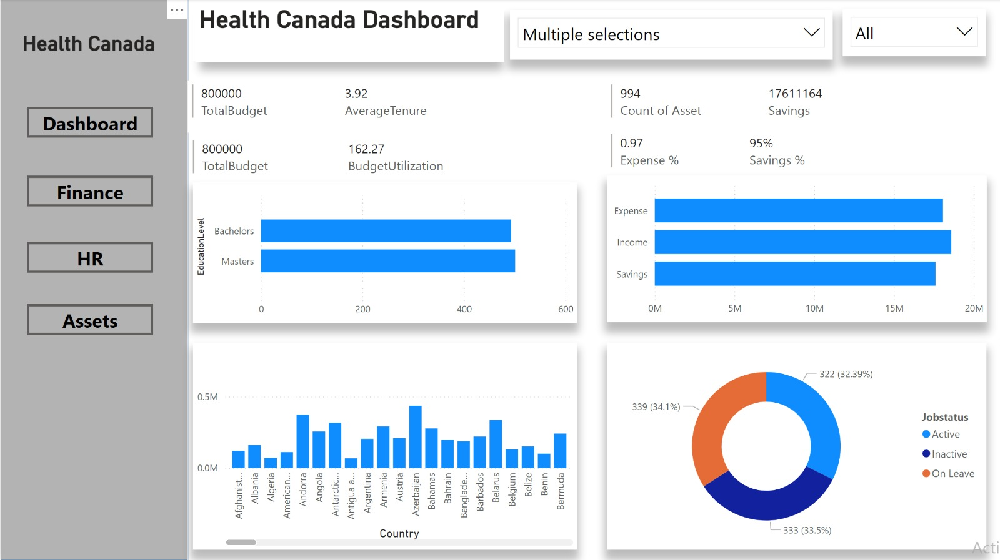 ...
Health Canada
Dashboard
Finance
HR
Assets
Health Canada Dashboard
Multiple selections
All
800000
TotalBudget
3.92
AverageTenure
800000
TotalBudget
162.27
BudgetUtilization
994
Count of Asset
17611164
Savings
0.97
Expense %
95%
Savings %
EducationLevel
Bachelors
Masters
0
200
400
600
Expense
Income
Savings
0M
5M
10M
15M
20M
0.5M
0.0M
Afghanist...
Albania
Algeria
American...
Andorra
Angola
Antarctic...
Antigua a...
Argentina
Armenia
Austria
Azerbaijan
Bahamas
Bahrain
Banglade...
Barbados
Belarus
Belgium
Belize
Benin
Bermuda
Country
322 (32.39%)
339 (34.1%)
333 (33.5%)
Jobstatus
Active
Inactive
On Leave
Acti